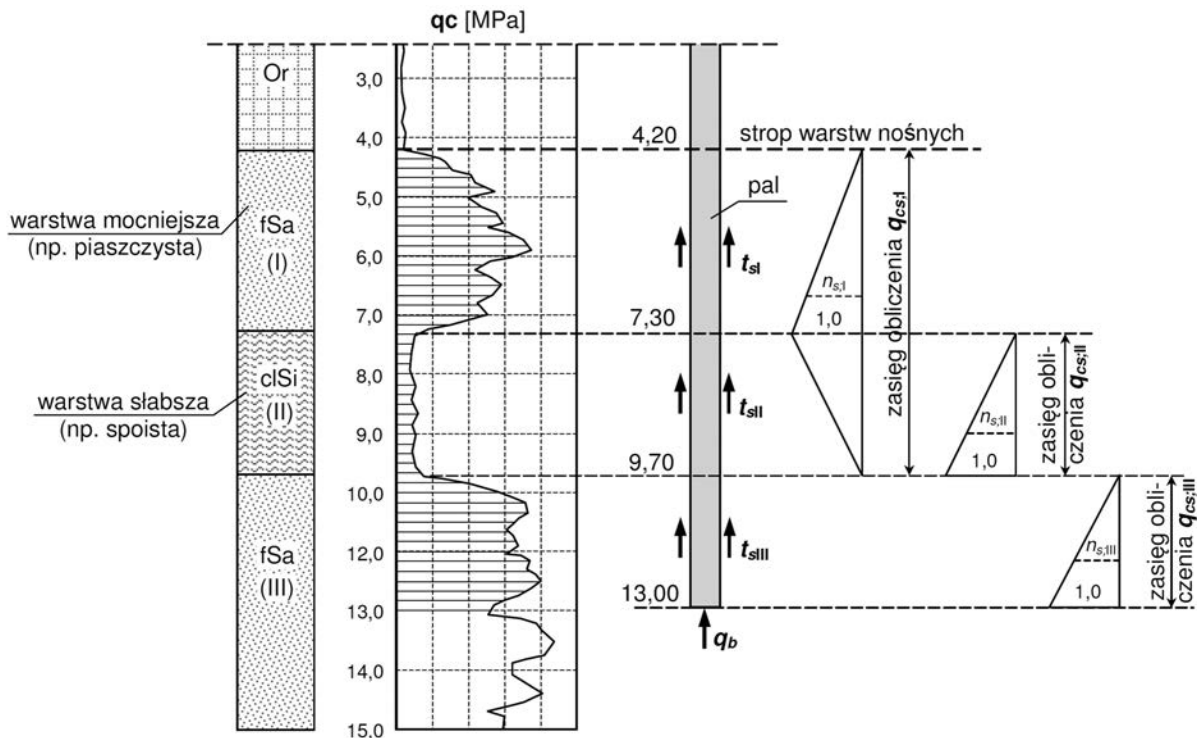 qc [MPa]
Or
3,0
4,0
4,20
strop warstw nośnych
warstwa mocniejsza
(np. piaszczysta)
fSa
(I)
5,0
6,0
7,0
pal
t_sI
n_s;I
1,0
zasięg obliczenia q_cs;I
7,30
warstwa słabsza
(np. spoista)
clSi
(II)
8,0
9,0
t_sII
n_s;II
1,0
zasięg obli-
czenia q_cs;II
9,70
fSa
(III)
10,0
11,0
12,0
13,0
14,0
15,0
t_sIII
n_s;III
1,0
zasięg obli-
czenia q_cs;III
13,00
q_b